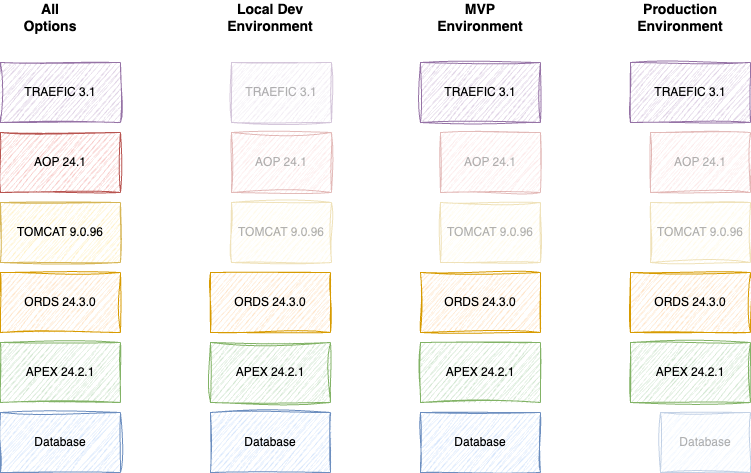 All
Options
Local Dev
Environment
MVP
Environment
Production
Environment
TRAEFIC 3.1
TRAEFIC 3.1
TRAEFIC 3.1
TRAEFIC 3.1
AOP 24.1
AOP 24.1
AOP 24.1
AOP 24.1
TOMCAT 9.0.96
TOMCAT 9.0.96
TOMCAT 9.0.96
TOMCAT 9.0.96
ORDS 24.3.0
ORDS 24.3.0
ORDS 24.3.0
ORDS 24.3.0
APEX 24.2.1
APEX 24.2.1
APEX 24.2.1
APEX 24.2.1
Database
Database
Database
Database